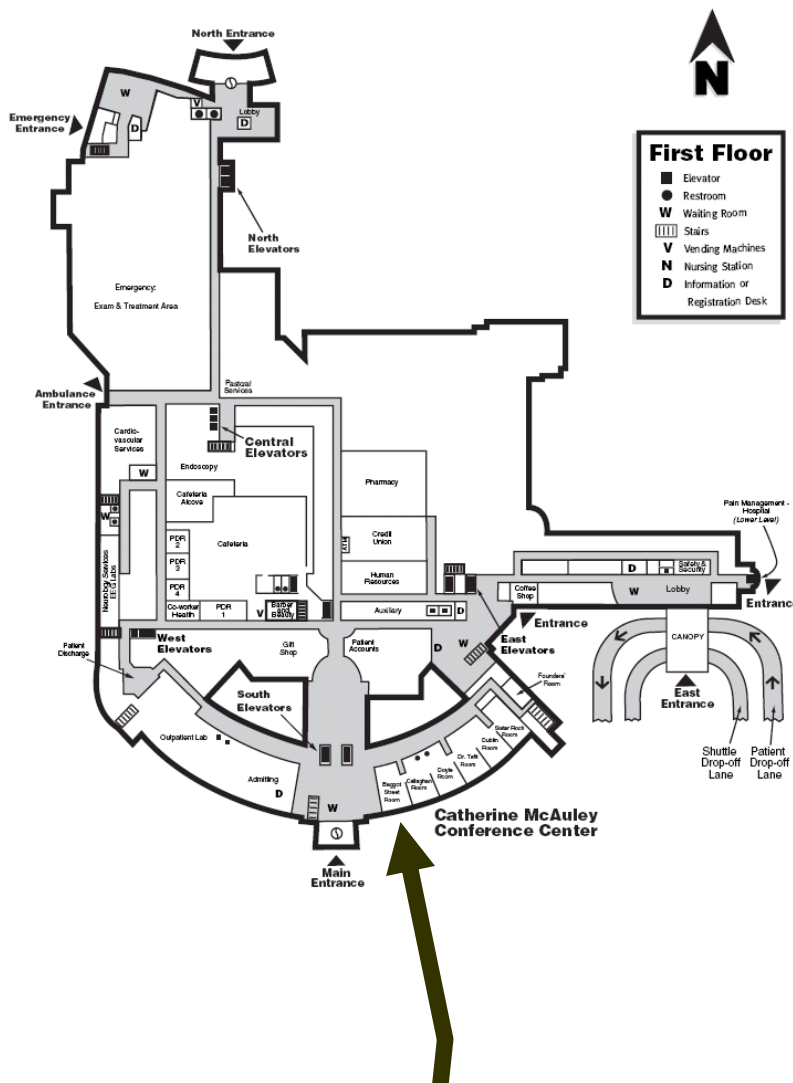 North Entrance
N
W
Emergency
Entrance
V
Lobby
D
D
First Floor
Elevator
Restroom
W Waiting Room
Stairs
V Vending Machines
N Nursing Station
D Information or
Registration Desk
North
Elevators
Emergency:
Exam & Treatment Area
Ambulance
Entrance
Pastoral
Services
Cardio-
vascular
Services
W
Central
Elevators
Endoscopy
Cafeteria
Alcove
Pharmacy
W
Neurology Services
EEG Labs
PDR
2
PDR
3
PDR
4
Cafeteria
ATM
Credit
Union
Human
Resources
Pain Management -
Hospital
(Lower Level)
D
Safety &
Security
Coffee
Shop
W
Lobby
Entrance
Co-worker
Health
PDR
1
V
Barber
and
Beauty
Auxiliary
D
Entrance
East
Elevators
Patient
Discharge
West
Elevators
Gift
Shop
Patient
Accounts
D
W
CANOPY
East
Entrance
South
Elevators
Founders'
Room
Outpatient Lab
Admitting
D
W
Baggot
Street
Room
Callaghan
Room
Doyle
Room
Dr. Tefft
Room
Dublin
Room
Sister Roch
Room
Shuttle
Drop-off
Lane
Patient
Drop-off
Lane
Catherine McAuley
Conference Center
Main
Entrance